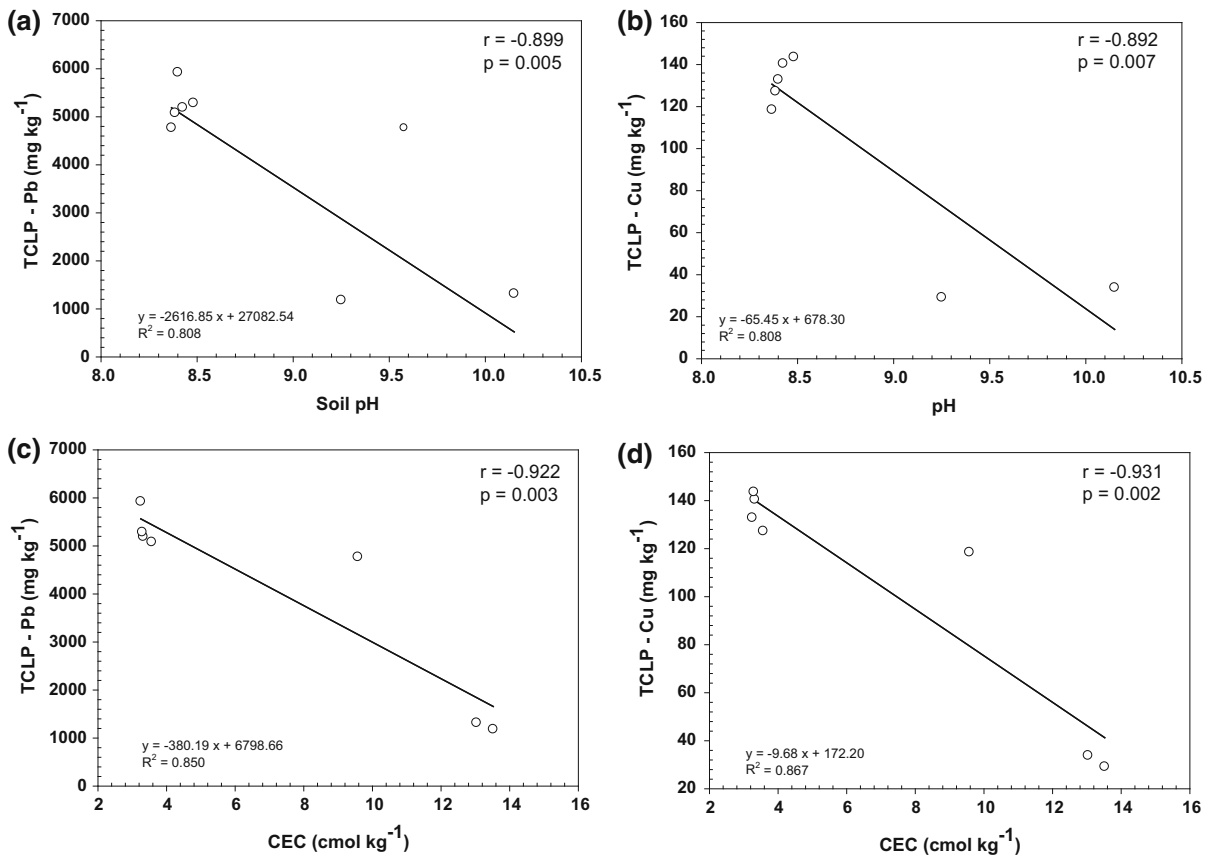 (a)
r = -0.899
p = 0.005
TCLP - Pb (mg kg⁻¹)
7000
6000
5000
4000
3000
2000
1000
0
y = -2616.85 x + 27082.54
R² = 0.808
8.0 8.5 9.0 9.5 10.0 10.5
Soil pH
(b)
r = -0.892
p = 0.007
TCLP - Cu (mg kg⁻¹)
160
140
120
100
80
60
40
20
0
y = -65.45 x + 678.30
R² = 0.808
8.0 8.5 9.0 9.5 10.0 10.5
pH
(c)
r = -0.922
p = 0.003
TCLP - Pb (mg kg⁻¹)
7000
6000
5000
4000
3000
2000
1000
0
y = -380.19 x + 6798.66
R² = 0.850
2 4 6 8 10 12 14 16
CEC (cmol kg⁻¹)
(d)
r = -0.931
p = 0.002
TCLP - Cu (mg kg⁻¹)
160
140
120
100
80
60
40
20
y = -9.68 x + 172.20
R² = 0.867
2 4 6 8 10 12 14 16
CEC (cmol kg⁻¹)